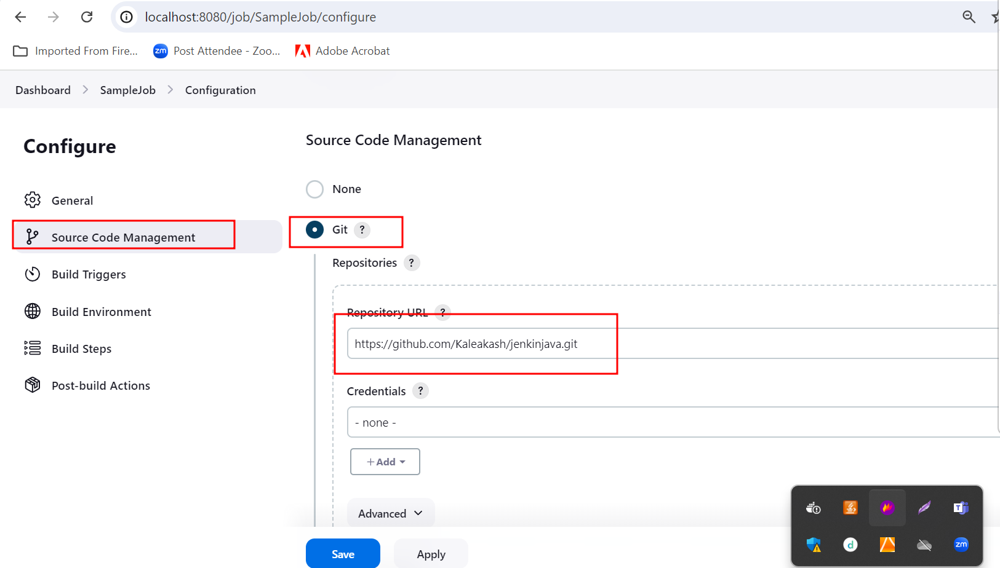 localhost:8080/job/SampleJob/configure
Imported From Fire...
zm Post Attendee - Zoo...
Adobe Acrobat
Dashboard > SampleJob > Configuration
Configure
General
Source Code Management
Build Triggers
Build Environment
Build Steps
Post-build Actions
Source Code Management
None
Git ?
Repositories ?
Repository URL ?
https://github.com/Kaleakash/jenkinjava.git
Credentials ?
- none -
+ Add
Advanced
Save
Apply
T
d
zm